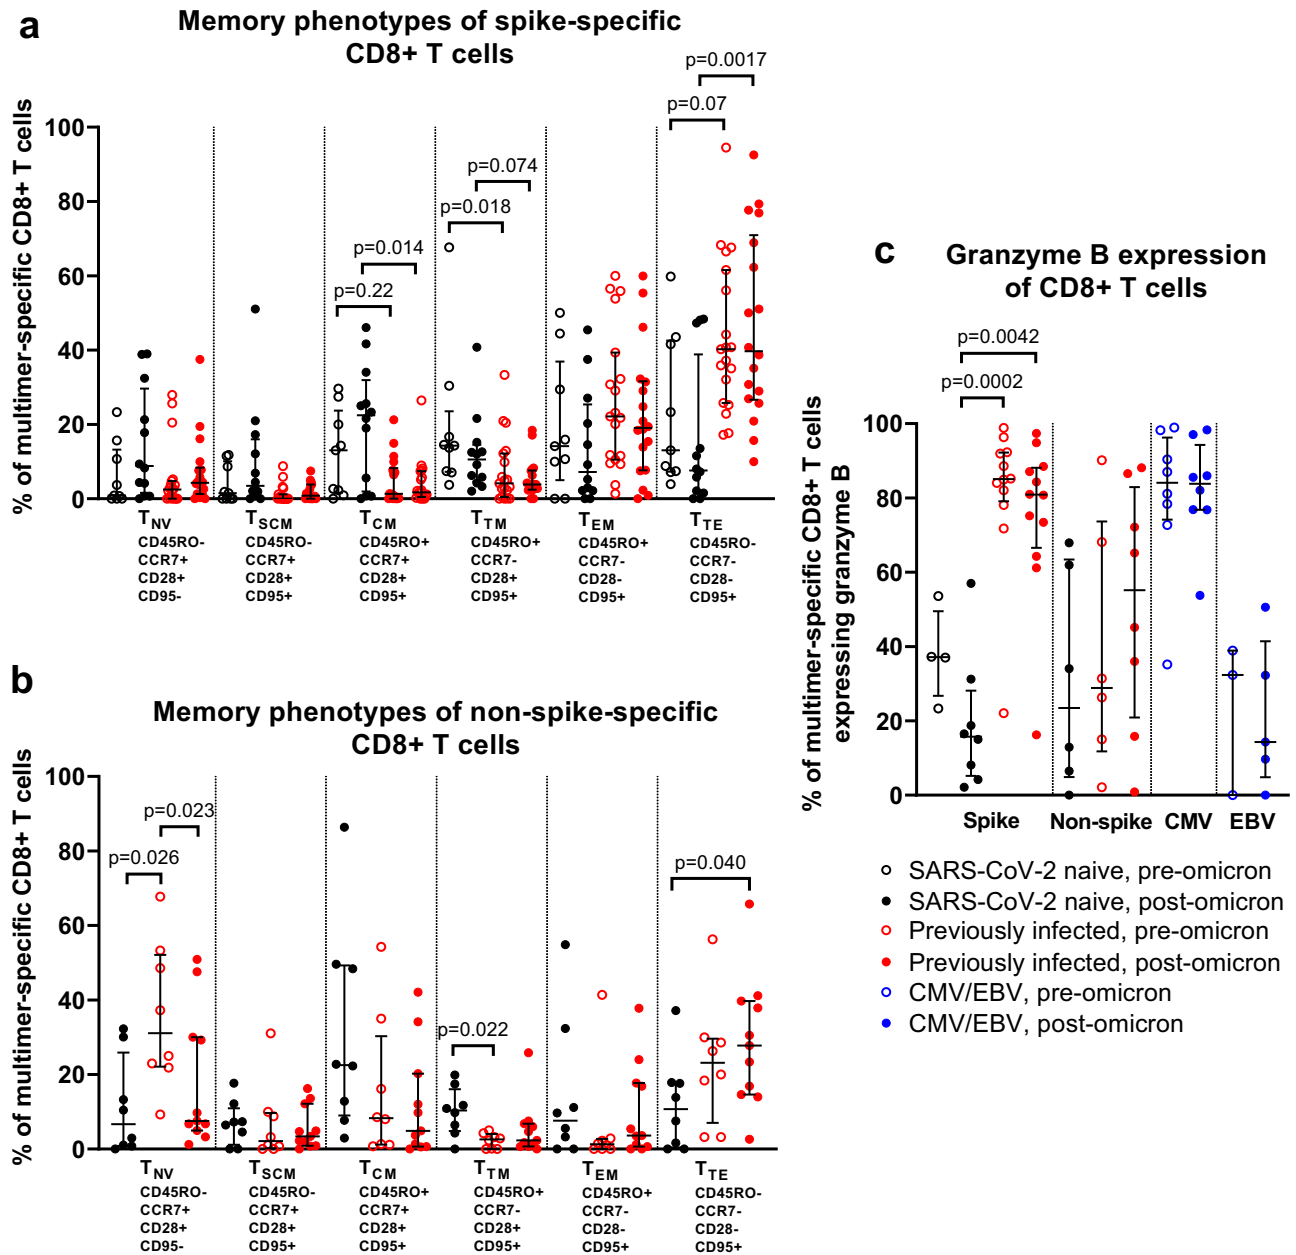 a
Memory phenotypes of spike-specific
CD8+ T cells
% of multimer-specific CD8+ T cells
100
80
60
40
20
0
p=0.22
p=0.014
p=0.018
p=0.074
p=0.07
p=0.0017
TNV
CD45RO-
CCR7+
CD28+
CD95-
TSCM
CD45RO-
CCR7+
CD28+
CD95+
TCM
CD45RO+
CCR7+
CD28+
CD95+
TTM
CD45RO+
CCR7-
CD28+
CD95+
TEM
CD45RO+
CCR7-
CD28-
CD95+
TTE
CD45RO-
CCR7-
CD28-
CD95+
b
Memory phenotypes of non-spike-specific
CD8+ T cells
% of multimer-specific CD8+ T cells
100
80
60
40
20
0
p=0.026
p=0.023
p=0.022
p=0.040
TNV
CD45RO-
CCR7+
CD28+
CD95-
TSCM
CD45RO-
CCR7+
CD28+
CD95+
TCM
CD45RO+
CCR7+
CD28+
CD95+
TTM
CD45RO+
CCR7-
CD28+
CD95+
TEM
CD45RO+
CCR7-
CD28-
CD95+
TTE
CD45RO-
CCR7-
CD28-
CD95+
c
Granzyme B expression
of CD8+ T cells
% of multimer-specific CD8+ T cells
expressing granzyme B
100
80
60
40
20
0
p=0.0042
p=0.0002
Spike
Non-spike
CMV
EBV
SARS-CoV-2 naive, pre-omicron
SARS-CoV-2 naive, post-omicron
Previously infected, pre-omicron
Previously infected, post-omicron
CMV/EBV, pre-omicron
CMV/EBV, post-omicron